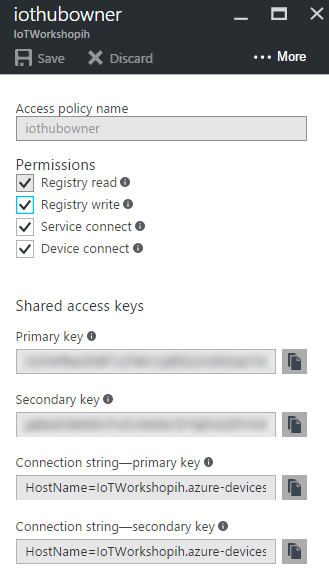 iothubowner
IoTWorkshopih
Save Discard ••• More
Access policy name
iothubowner
Permissions
Registry read
Registry write
Service connect
Device connect
Shared access keys
Primary key
Secondary key
Connection string—primary key
HostName=IoTWorkshopih.azure-devices
Connection string—secondary key
HostName=IoTWorkshopih.azure-devices